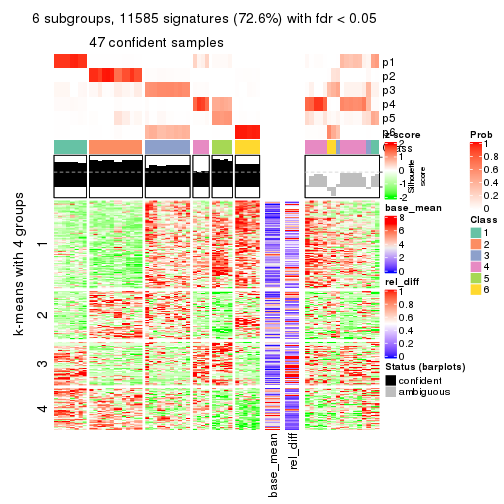 6 subgroups, 11585 signatures (72.6%) with fdr < 0.05
47 confident samples
p1
p2
p3
p4
p5
p6
Class
Silhouette score
k-means with 4 groups
1
2
3
4
base_mean
rel_diff
z-score
2
1
0
-1
-2
base_mean
8
6
4
2
0
rel_diff
1
0.8
0.6
0.4
0.2
0
Status (barplots)
confident
ambiguous
Prob
1
0.8
0.6
0.4
0.2
0
Class
1
2
3
4
5
6